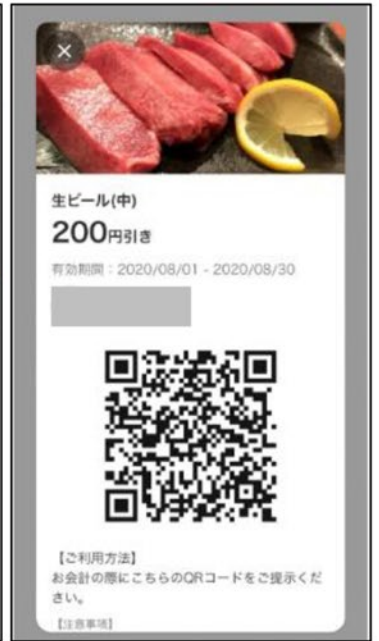 生ビール(中)
200円引き
有効期間：2020/08/01 - 2020/08/30
【ご利用方法】
お会計の際にこちらのQRコードをご提示くだ
さい。
【注意事項】